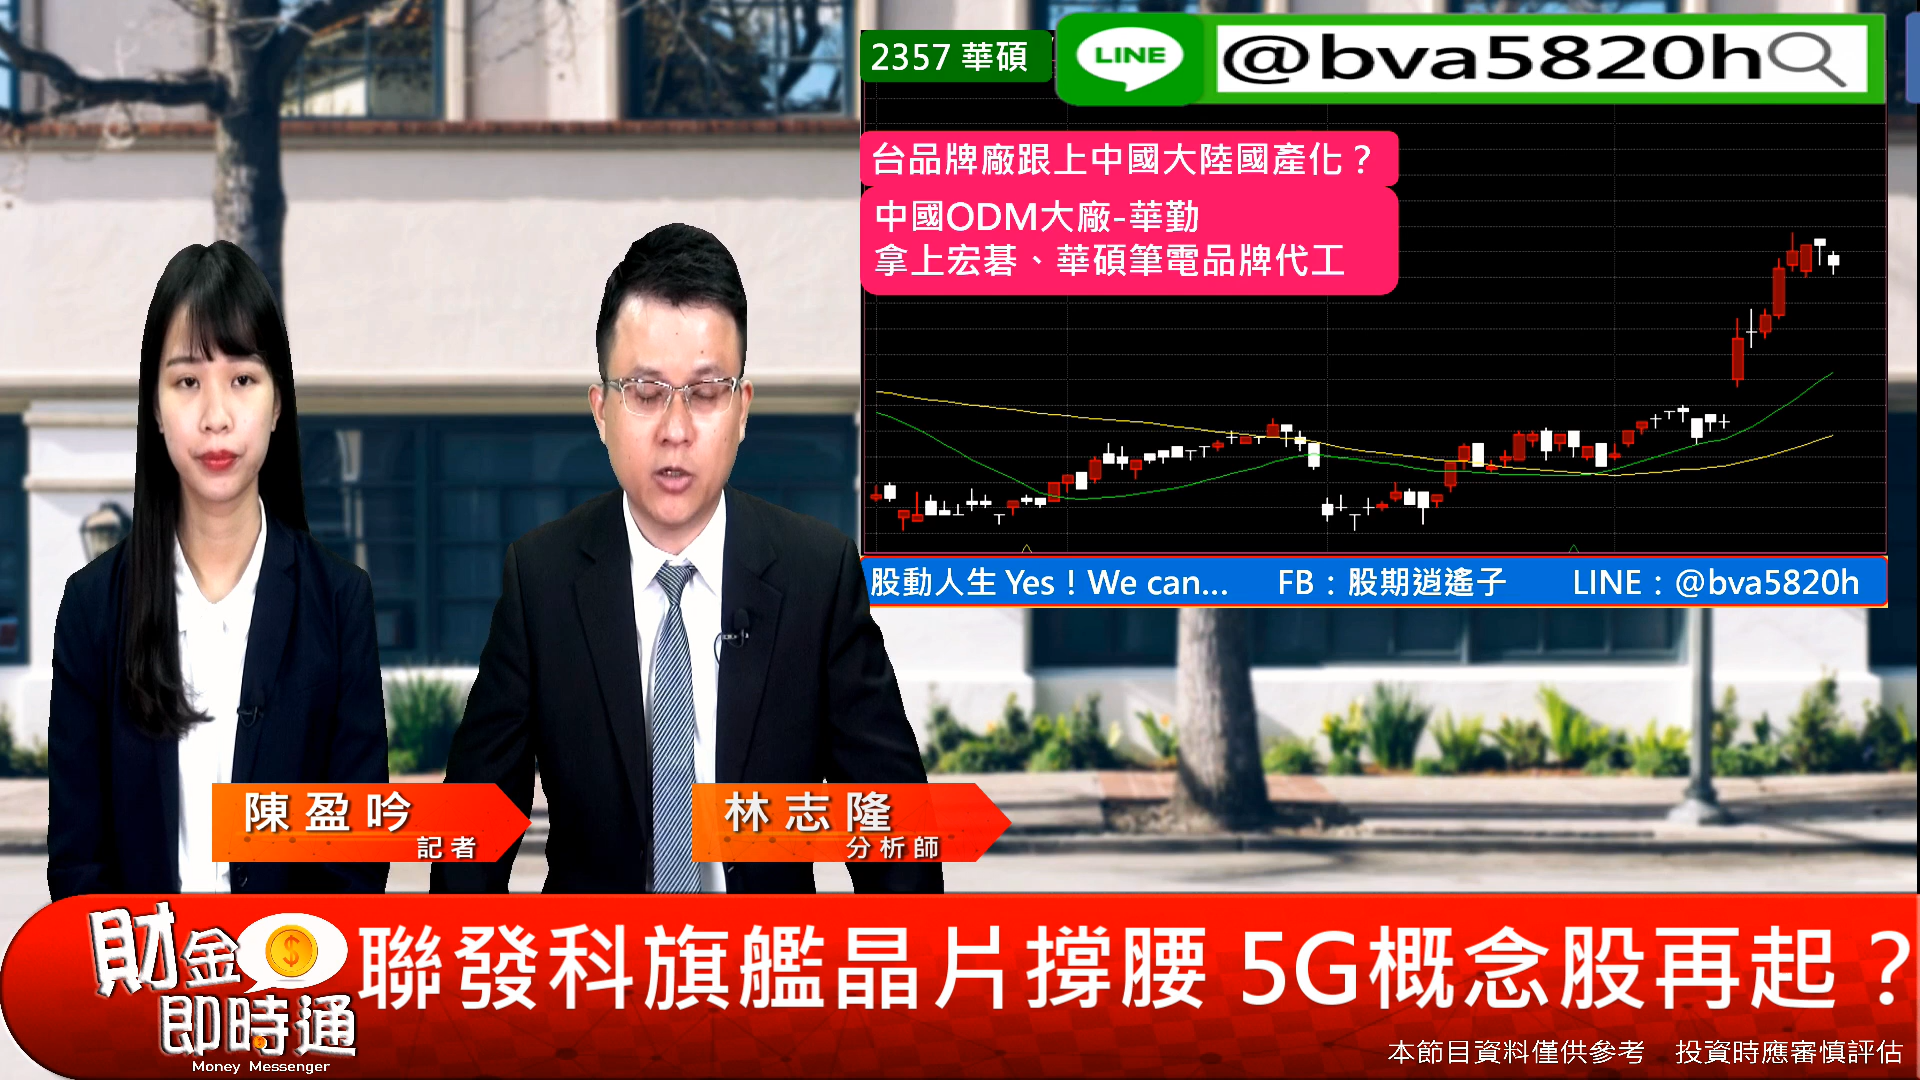 2357 華碩
LINE
@bva5820h
台品牌廠跟上中國大陸國產化？
中國ODM大廠-華勤
拿上宏碁、華碩筆電品牌代工
股動人生 Yes！We can... FB：股期逍遙子 LINE：@bva5820h
陳盈吟
記者
林志隆
分析師
財金
即時通
Money Messenger
聯發科旗艦晶片撐腰 5G概念股再起？
本節目資料僅供參考 投資時應審慎評估